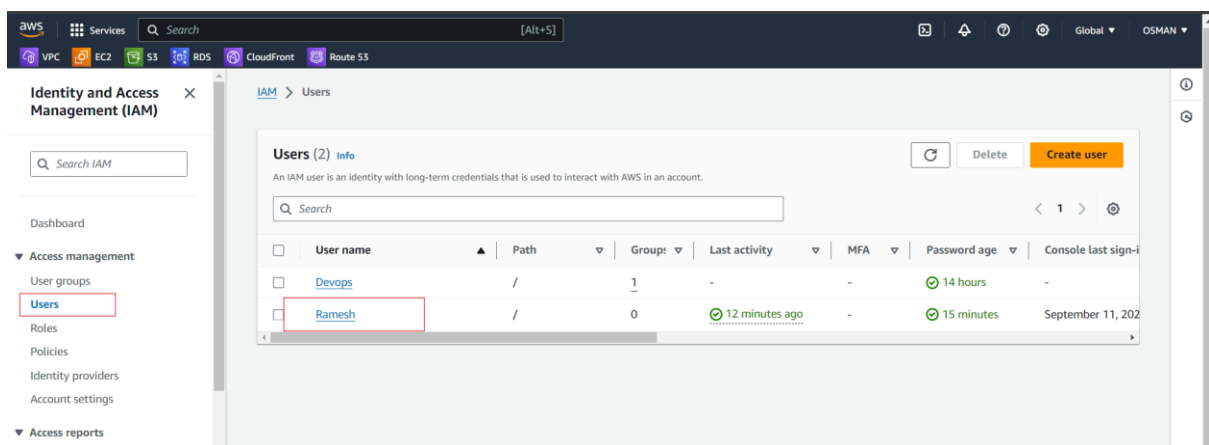 aws Services Search [Alt+S] Global OSMAN
VPC EC2 S3 RDS CloudFront Route 53
Identity and Access
Management (IAM)
Search IAM
Dashboard
Access management
User groups
Users
Roles
Policies
Identity providers
Account settings
Access reports
IAM > Users
Users (2) Info
Delete Create user
An IAM user is an identity with long-term credentials that is used to interact with AWS in an account.
Search
1
User name Path Group: Last activity MFA Password age Console last sign-i
Devops / 1 - - 14 hours -
Ramesh / 0 12 minutes ago - 15 minutes September 11, 202